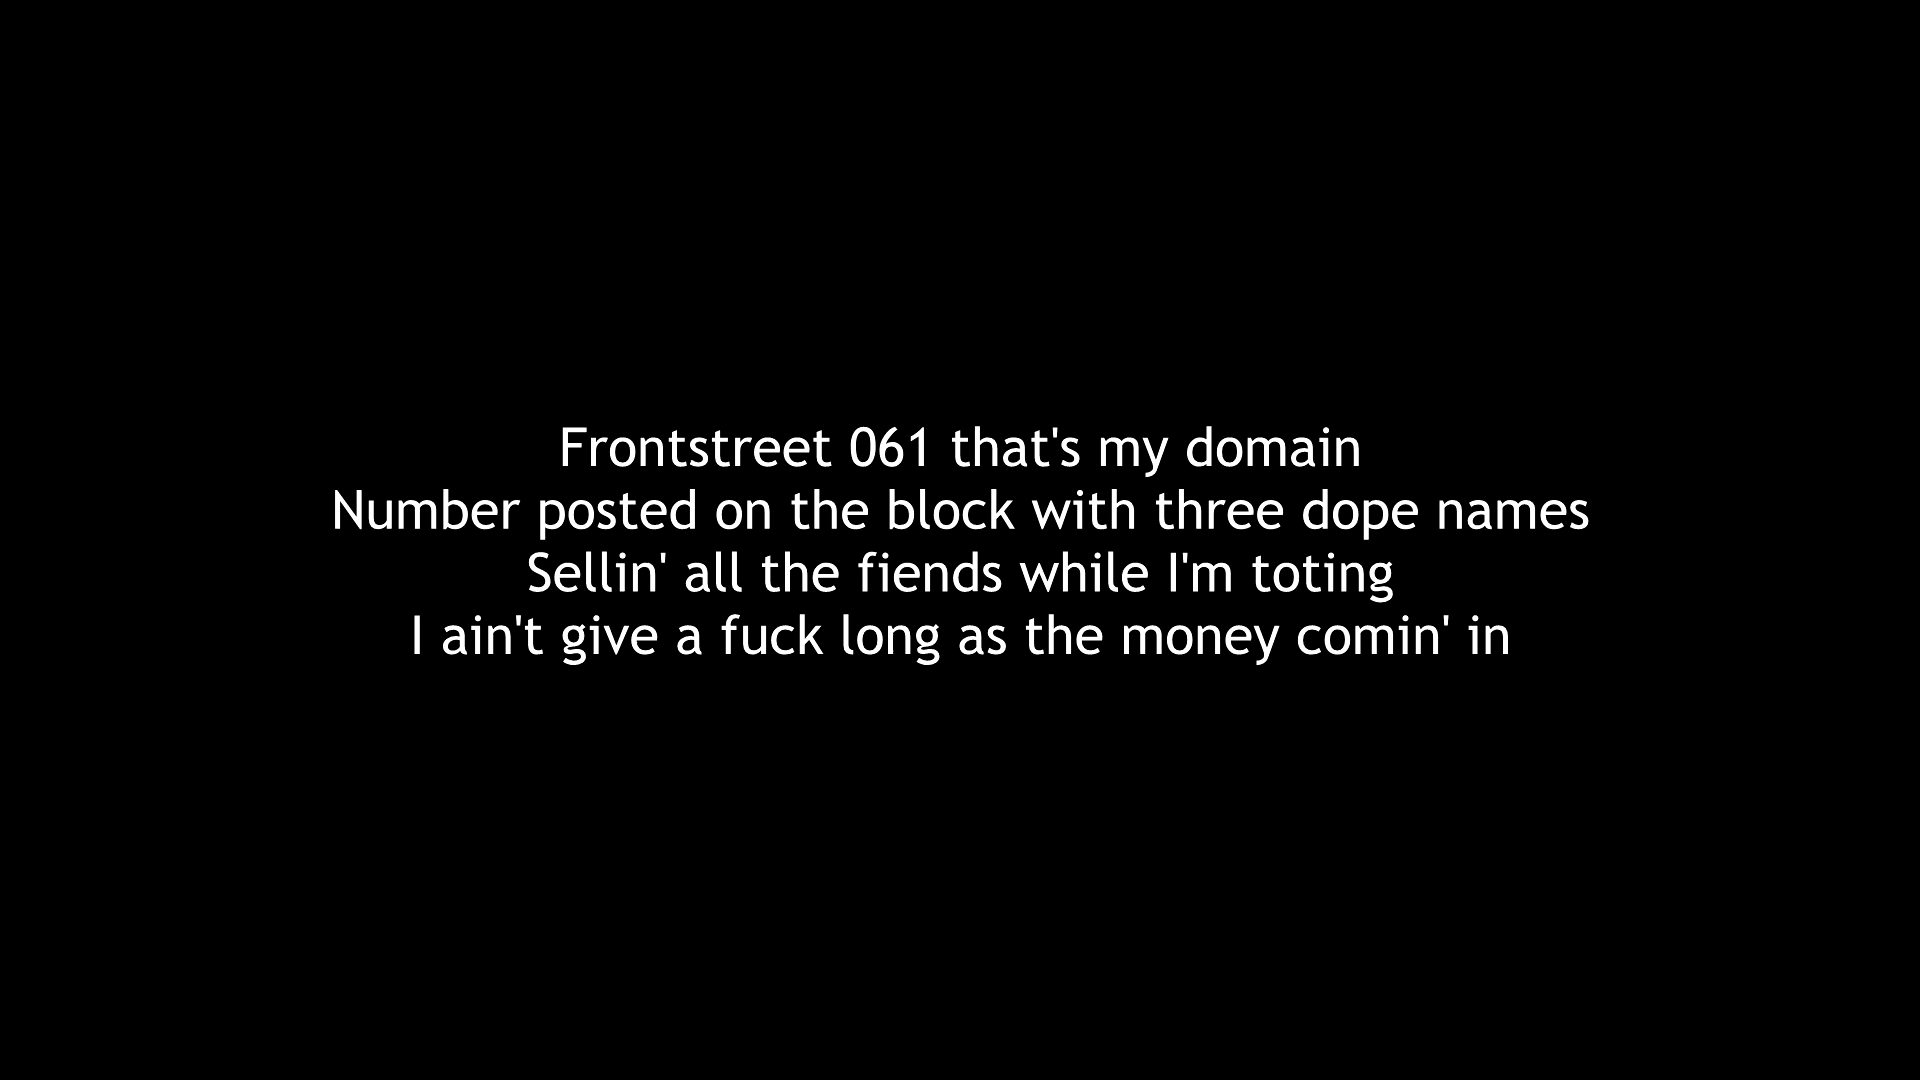 Frontstreet 061 that's my domain
Number posted on the block with three dope names
Sellin' all the fiends while I'm toting
I ain't give a fuck long as the money comin' in